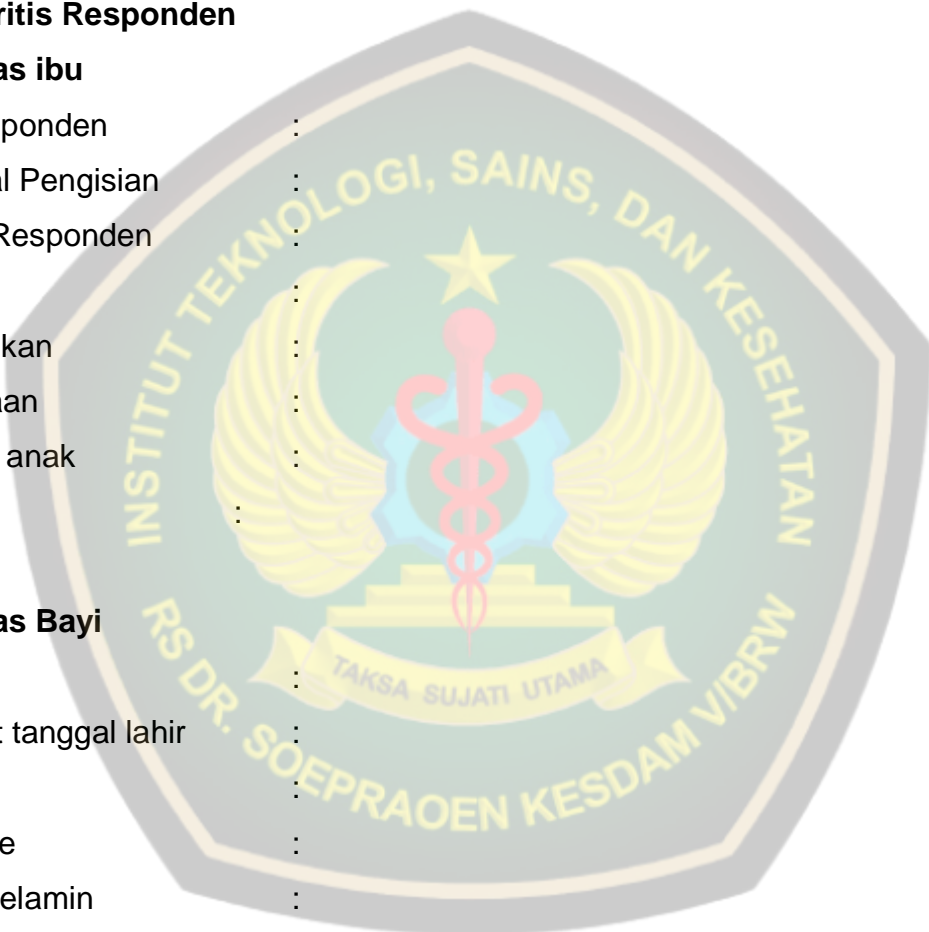 ritis Responden
as ibu
ponden :
al Pengisian :
Responden :
:
kan :
aan :
anak :
:
as Bayi
:
t tanggal lahir :
:
e :
elamin :
INSTITUT TEKNOLOGI, SAINS, DAN KESEHATAN
TAKSA SUJATI UTAMA
RS DR. SOEPRAOEN KESDAM V/BRW